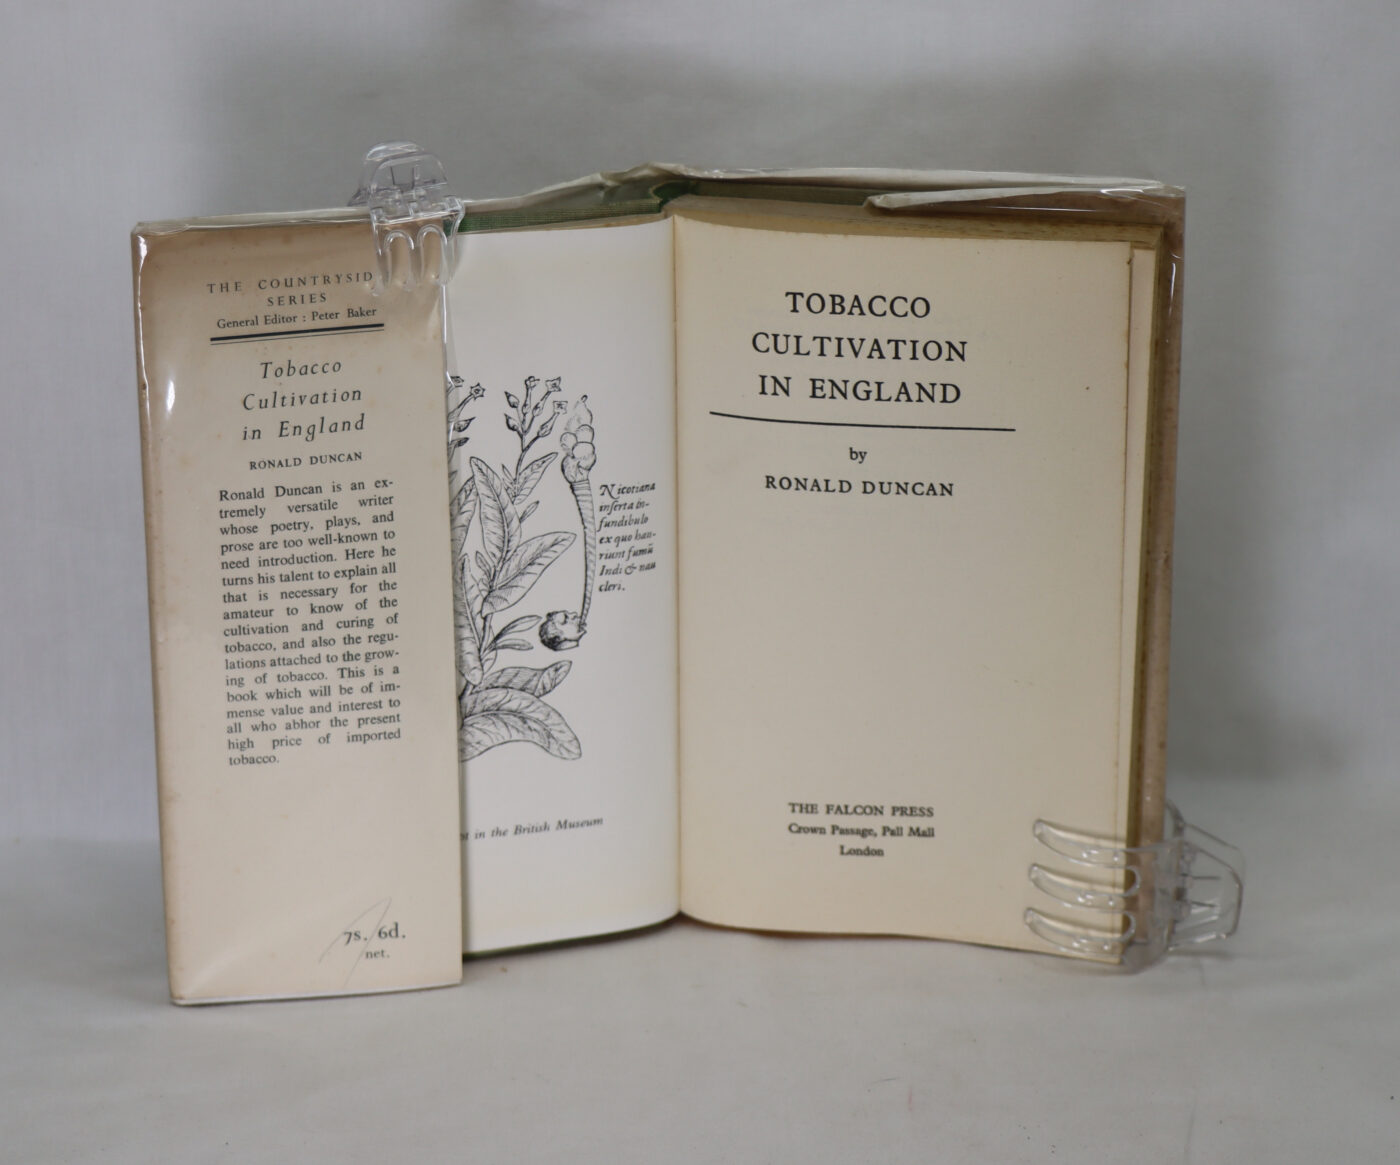 THE COUNTRYSID
SERIES
General Editor : Peter Baker
Tobacco
Cultivation
in England
RONALD DUNCAN
Ronald Duncan is an ex-
tremely versatile writer
whose poetry, plays, and
prose are too well-known to
need introduction. Here he
turns his talent to explain all
that is necessary for the
amateur to know of the
cultivation and curing of
tobacco, and also the regu-
lations attached to the grow-
ing of tobacco. This is a
book which will be of im-
mense value and interest to
all who abhor the present
high price of imported
tobacco.
7s. 6d.
net.
Nicotiana
inserta in-
fundibulo
ex quo hau-
riunt fumū
Indi & nau
cleri.
in the British Museum
TOBACCO
CULTIVATION
IN ENGLAND
by
RONALD DUNCAN
THE FALCON PRESS
Crown Passage, Pall Mall
London